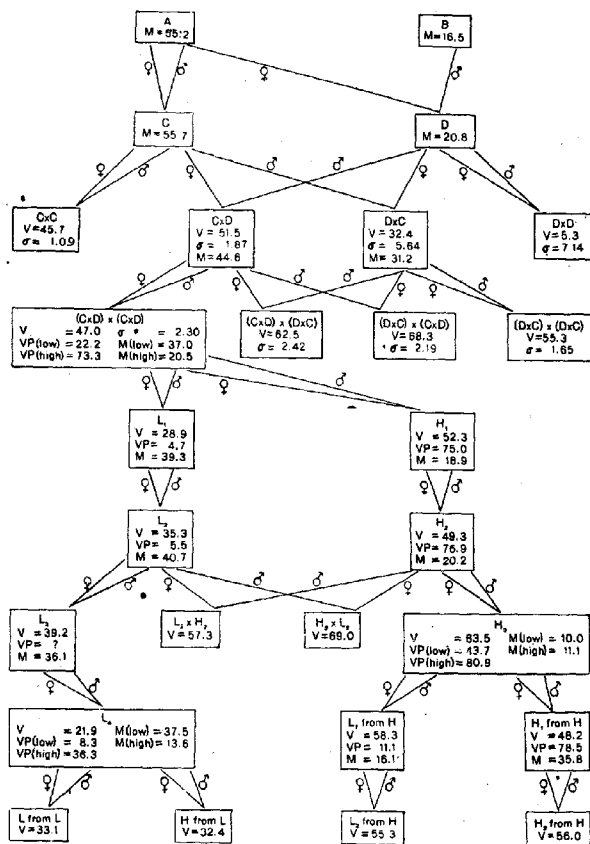 A
M=55.2
B
M=16.5
♀ ♂ ♀ ♂
C
M=55.7
D
M=20.8
♀ ♂ ♀ ♂ ♂ ♀ ♀ ♂
CxC
V=45.7
σ = 1.09
CxD
V = 51.5
σ = 1.87
M=44.6
DxC
V = 32.4
σ = 5.64
M=31.2
DxD
V=5.3
σ=7.14
♀ ♂ ♀ ♂ ♀ ♂ ♀ ♂
(CxD) x (CxD)
V = 47.0 σ = 2.30
VP(low) = 22.2 M(low) = 37.0
VP(high)=73.3 M(high)=20.5
(CxD) x (DxC)
V=62.5
σ = 2.42
(DxC) x (CxD)
V=68.3
σ = 2.19
(DxC) x (DxC)
V=55.3
σ = 1.65
♀ ♂ ♀ ♂
L₁
V = 28.9
VP= 4.7
M = 39.3
H₁
V = 52.3
VP=75.0
M = 18.9
♀ ♂ ♀ ♂
L₂
V = 35.3
VP= 5.5
M = 40.7
H₂
V = 49.3
VP=76.9
M = 20.2
♀ ♂ ♀ ♂ ♂ ♀ ♀ ♂
L₃
V = 39.2
VP= ?
M = 36.1
V=57.3
V=69.0
H₃
V = 63.5 M(low) = 10.0
VP(low) =43.7 M(high)= 11.1
VP(high)=80.9
♀ ♂ ♀ ♂ ♀ ♂
L₄
V = 21.9 M(low) =37.5
VP(low) = 8.3 M(high)=13.6
VP(high)=36.3
L₁ from H
V = 58.3
VP = 11.1
M = 16.1
H₁ from H
V = 48.2
VP = 78.5
M = 35.8
♀ ♂ ♀ ♂ ♀ ♂ ♀ ♂
L from L
V=33.1
H from L
V = 32.4
L₂ from H
V= 55.3
H₂ from H
V = 56.0